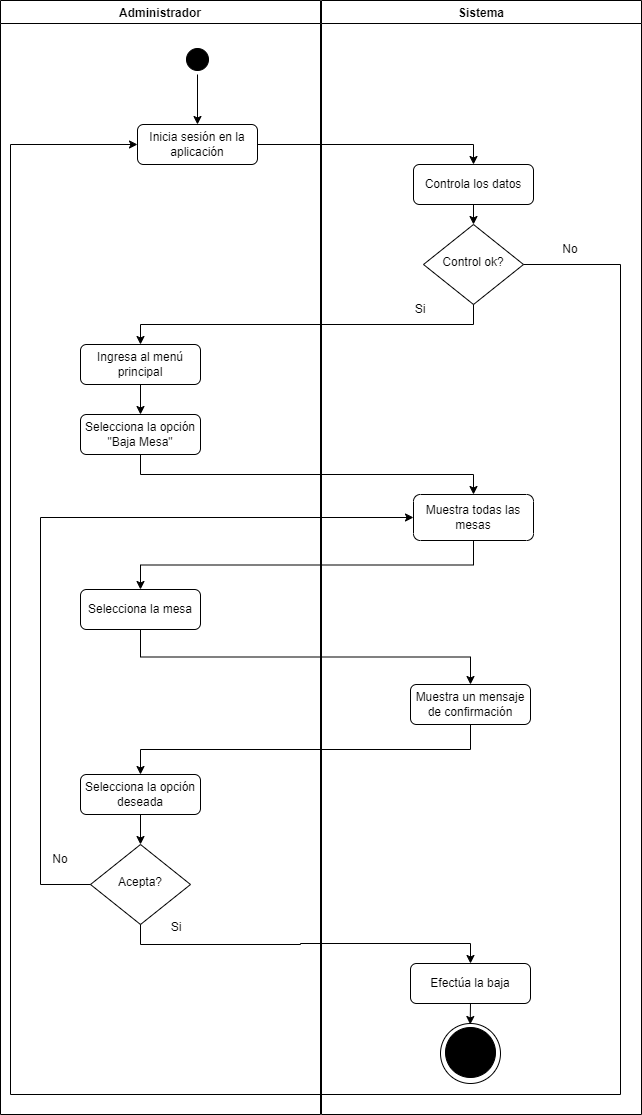 Administrador
Sistema
Inicia sesión en la
aplicación
Controla los datos
Control ok?
No
Si
Ingresa al menú
principal
Selecciona la opción
"Baja Mesa"
Muestra todas las
mesas
Selecciona la mesa
Muestra un mensaje
de confirmación
Selecciona la opción
deseada
No
Acepta?
Si
Efectúa la baja